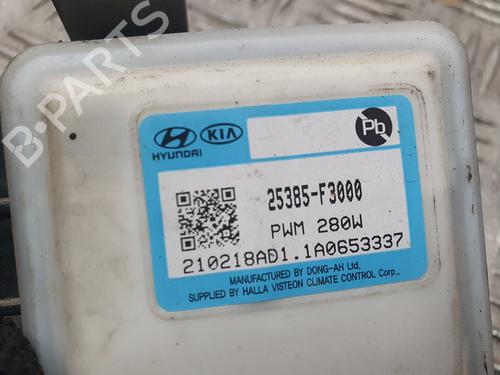 B-PARTS
HYUNDAI KIA Pb
25385-F3000
PWM 280W
210218AD1.1A0653337
MANUFACTURED BY DONG-AH Ltd.
SUPPLIED BY HALLA VISTEON CLIMATE CONTROL Corp.,